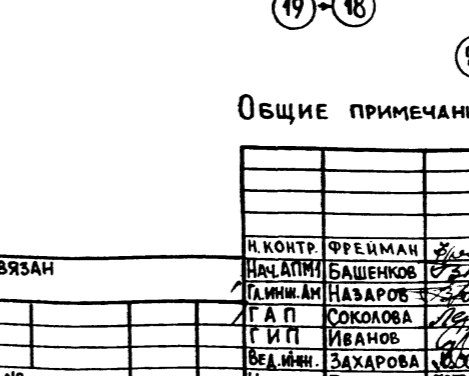 19 18
Общие примечани
Н.контр. Фрейман
Нач.АПМ1 Башенков
Гл.инж.Ам Назаров
вязан
ГАП Соколова
ГИП Иванов
Вед.инж. Захарова